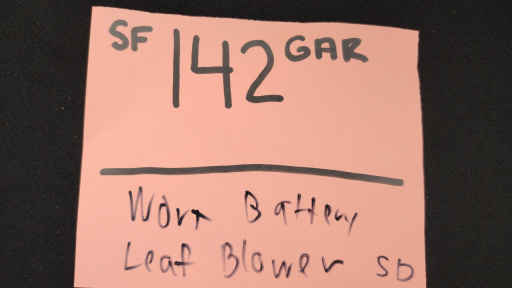 SF 142 GAR
Worx Battery
Leaf Blower SD